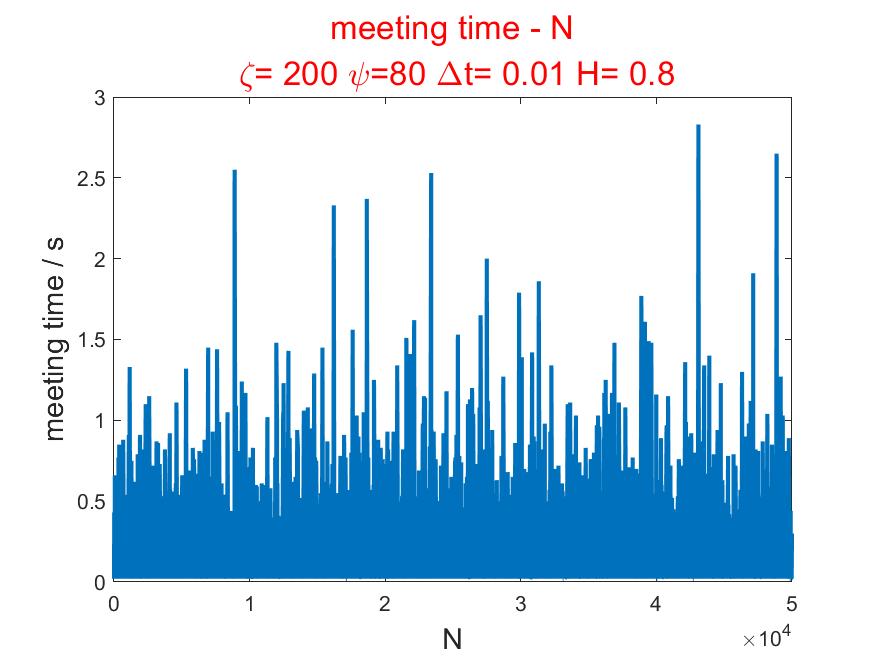 meeting time - N
ζ= 200 ψ=80 Δt= 0.01 H= 0.8
3
2.5
2
1.5
1
0.5
0
meeting time / s
0 1 2 3 4 5
×10⁴
N